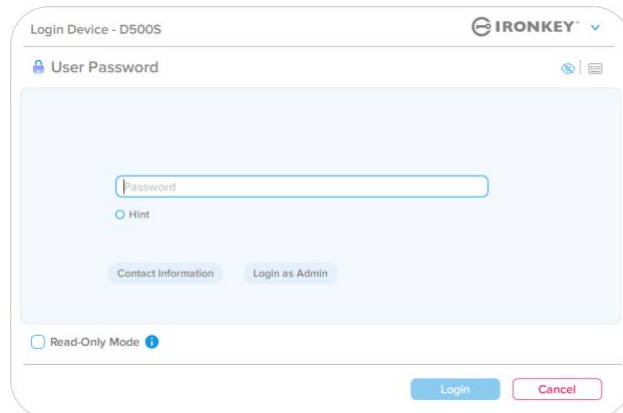 Login Device - D500S
IRONKEY
User Password
Password
Hint
Contact Information Login as Admin
Read-Only Mode
Login Cancel